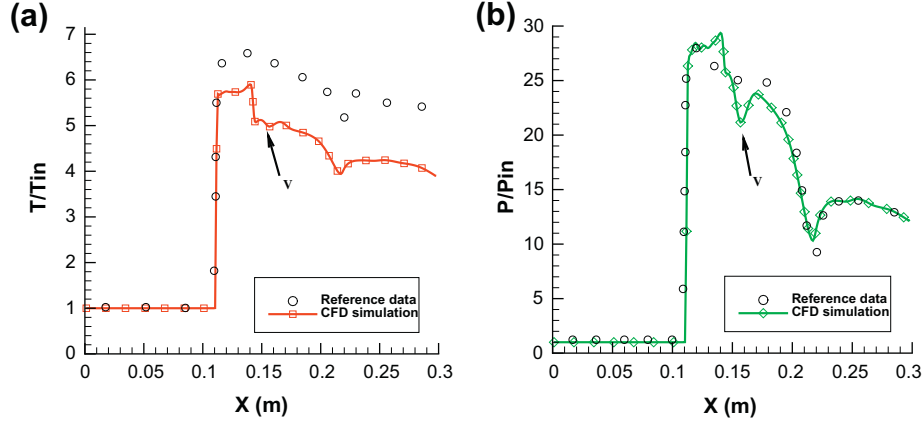 (a)
7
6
5
4
3
2
1
0
T/Tin
0 0.05 0.1 0.15 0.2 0.25 0.3
X (m)
V
Reference data
CFD simulation
(b)
30
25
20
15
10
5
0
P/Pin
0 0.05 0.1 0.15 0.2 0.25 0.3
X (m)
V
Reference data
CFD simulation